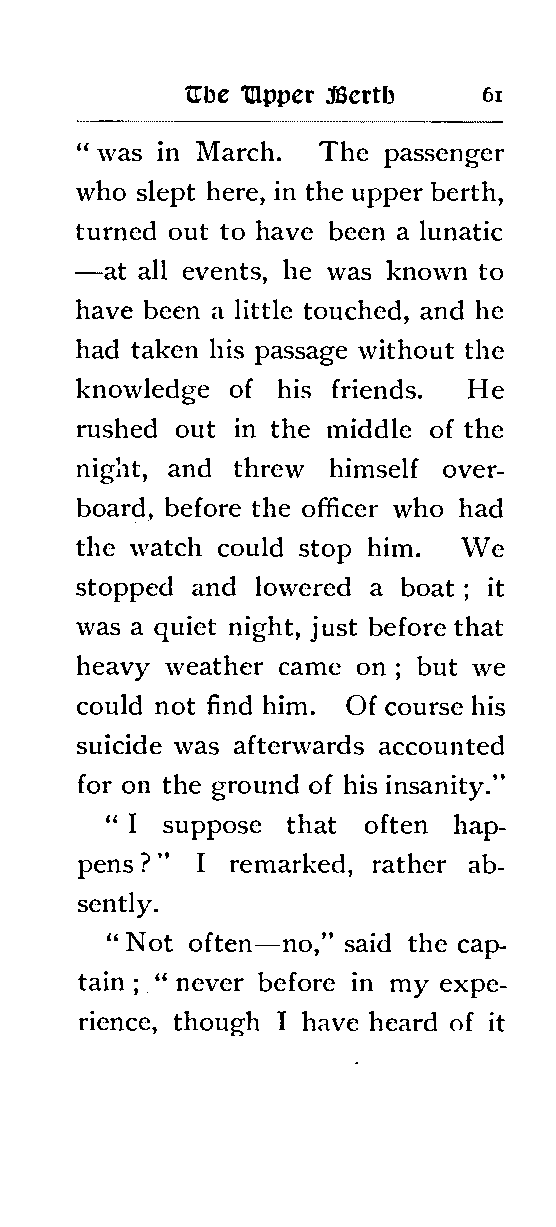 The Upper Berth 61
“ was in March. The passenger
who slept here, in the upper berth,
turned out to have been a lunatic
—at all events, he was known to
have been a little touched, and he
had taken his passage without the
knowledge of his friends. He
rushed out in the middle of the
night, and threw himself over-
board, before the officer who had
the watch could stop him. We
stopped and lowered a boat ; it
was a quiet night, just before that
heavy weather came on ; but we
could not find him. Of course his
suicide was afterwards accounted
for on the ground of his insanity.”
“ I suppose that often hap-
pens ? ” I remarked, rather ab-
sently.
“ Not often—no,” said the cap-
tain ; “ never before in my expe-
rience, though I have heard of it